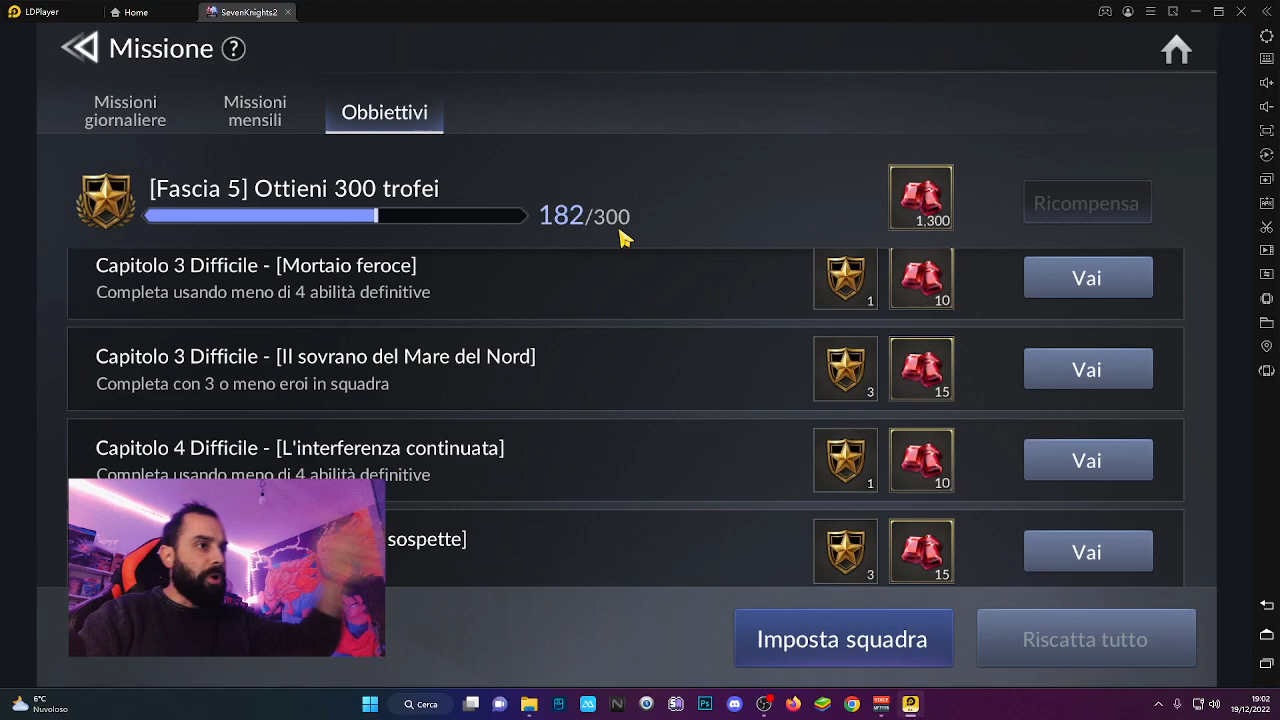 LDPlayer
Home
SevenKnights2
Missione ?
Missioni
giornaliere
Missioni
mensili
Obbiettivi
[Fascia 5] Ottieni 300 trofei
182/300
1,300
Ricompensa
Capitolo 3 Difficile - [Mortaio feroce]
Completa usando meno di 4 abilità definitive
1
10
Vai
Capitolo 3 Difficile - [Il sovrano del Mare del Nord]
Completa con 3 o meno eroi in squadra
3
15
Vai
Capitolo 4 Difficile - [L'interferenza continuata]
Completa usando meno di 4 abilità definitive
1
10
Vai
sospette]
3
15
Vai
Imposta squadra
Riscatta tutto
5°C
Nuvoloso
Cerca
19:02
19/12/2022